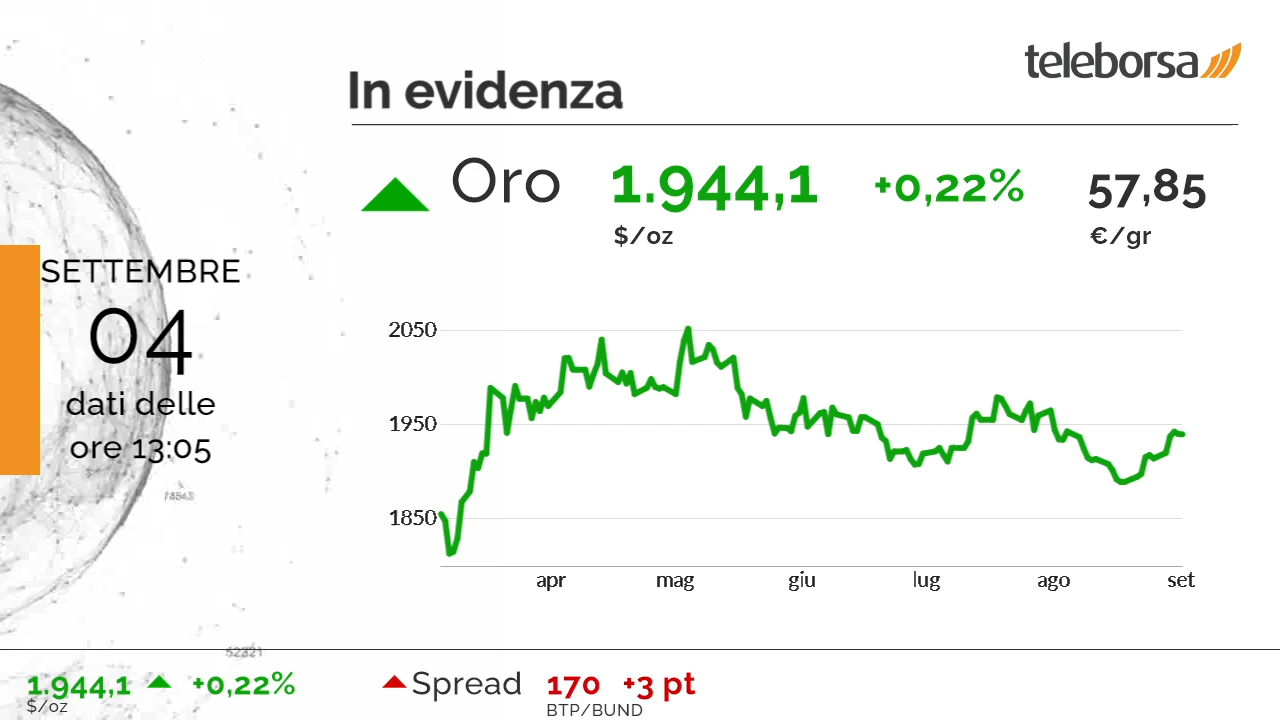 teleborsa
In evidenza
Oro 1.944,1 +0,22% 57,85
$/oz €/gr
SETTEMBRE
04
dati delle
ore 13:05
2050
1950
1850
apr mag giu lug ago set
52321
1.944,1 +0,22% Spread 170 +3 pt
$/oz BTP/BUND